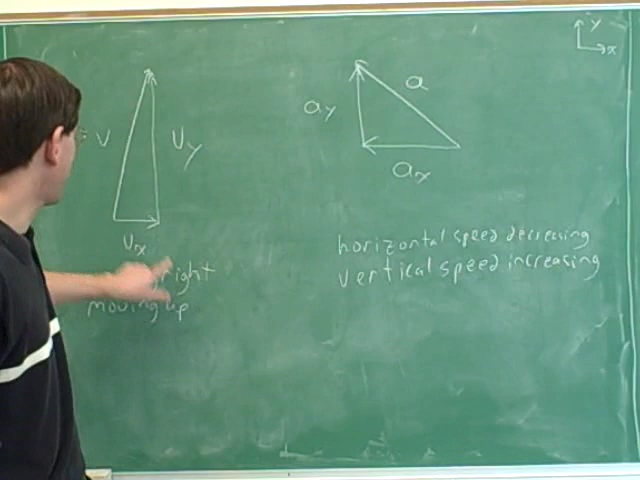 y
x
v
vy
vx
right
moving up
ay
a
ax
horizontal speed decreasing
vertical speed increasing